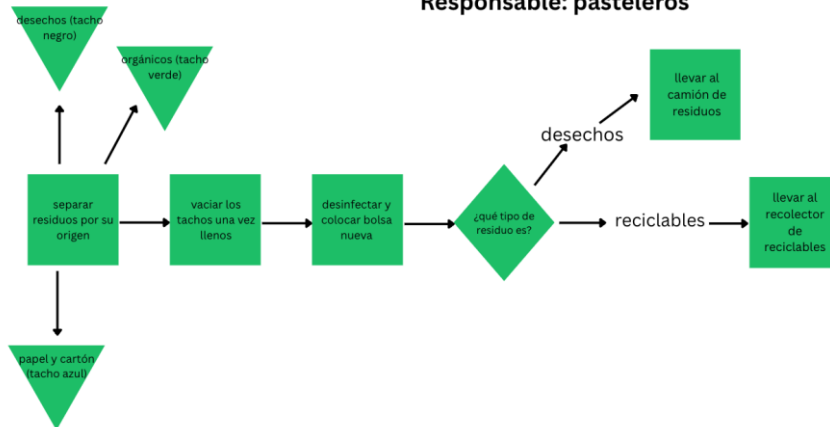 Responsable: pasteleros
desechos (tacho
negro)
orgánicos (tacho
verde)
llevar al
camión de
residuos
desechos
separar
residuos por su
origen
vaciar los
tachos una vez
llenos
desinfectar y
colocar bolsa
nueva
¿qué tipo de
residuo es?
reciclables
llevar al
recolector
de
reciclables
papel y cartón
(tacho azul)